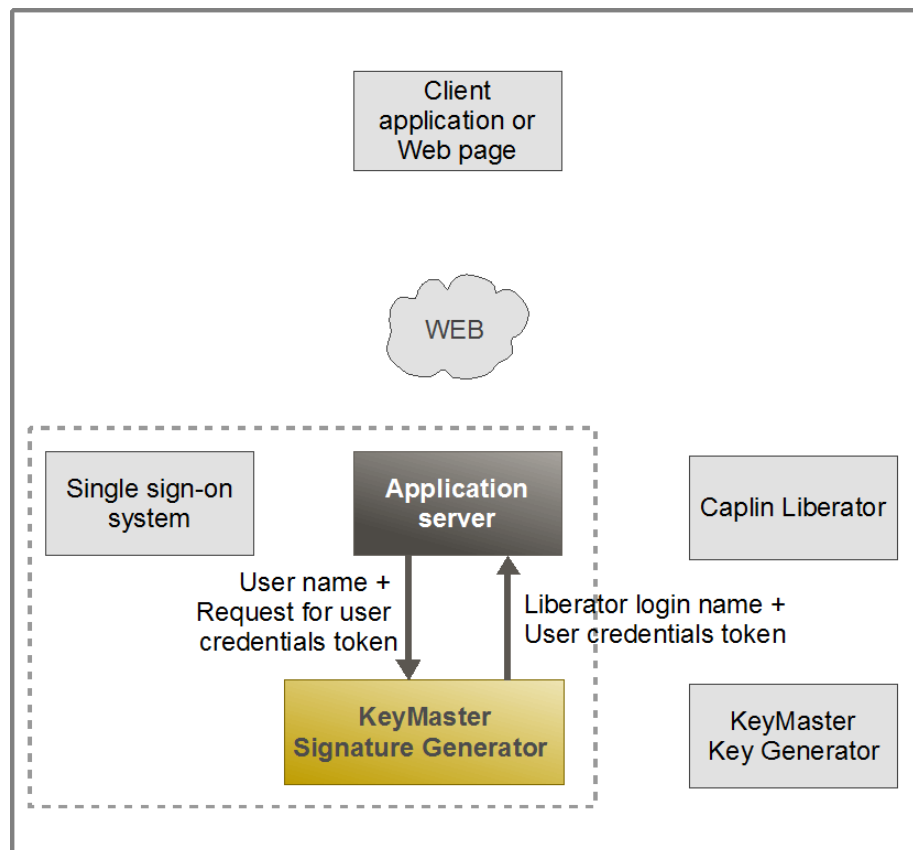 Client
application or
Web page
WEB
Single sign-on
system
Application
server
Caplin Liberator
User name +
Request for user
credentials token
Liberator login name +
User credentials token
KeyMaster
Signature Generator
KeyMaster
Key Generator